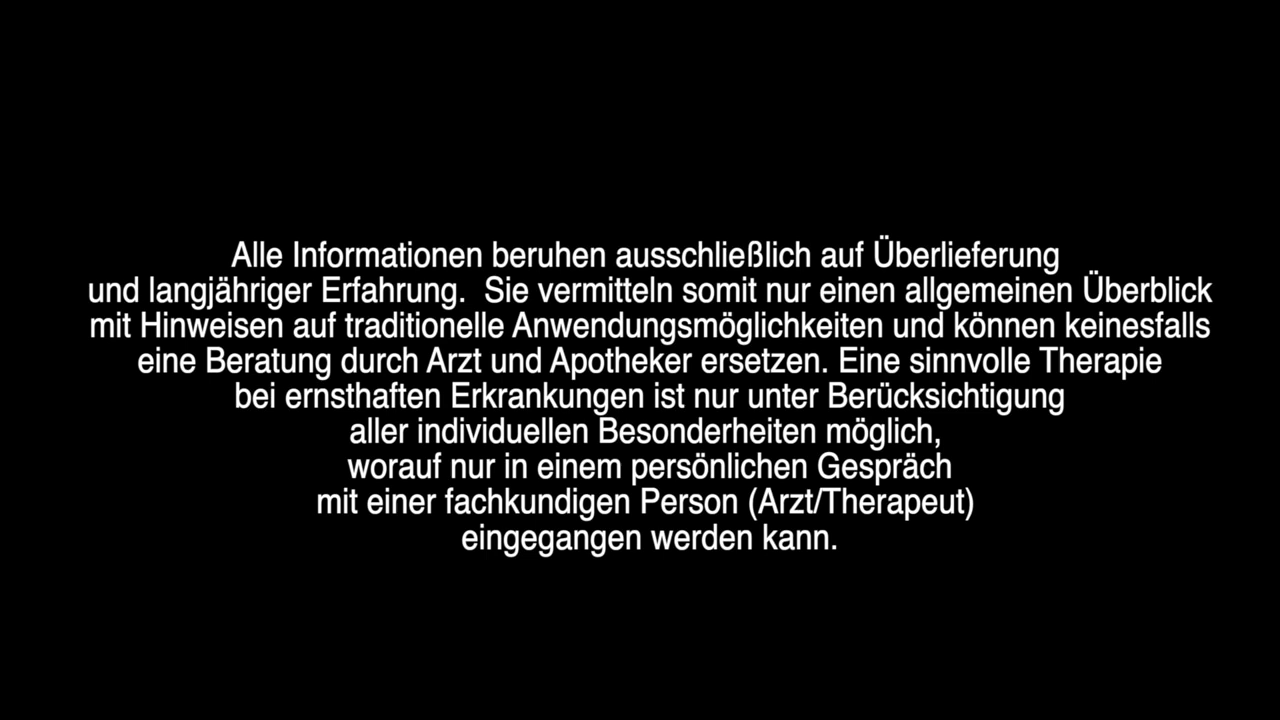 Alle Informationen beruhen ausschließlich auf Überlieferung
und langjähriger Erfahrung.  Sie vermitteln somit nur einen allgemeinen Überblick
mit Hinweisen auf traditionelle Anwendungsmöglichkeiten und können keinesfalls
eine Beratung durch Arzt und Apotheker ersetzen. Eine sinnvolle Therapie
bei ernsthaften Erkrankungen ist nur unter Berücksichtigung
aller individuellen Besonderheiten möglich,
worauf nur in einem persönlichen Gespräch
mit einer fachkundigen Person (Arzt/Therapeut)
eingegangen werden kann.